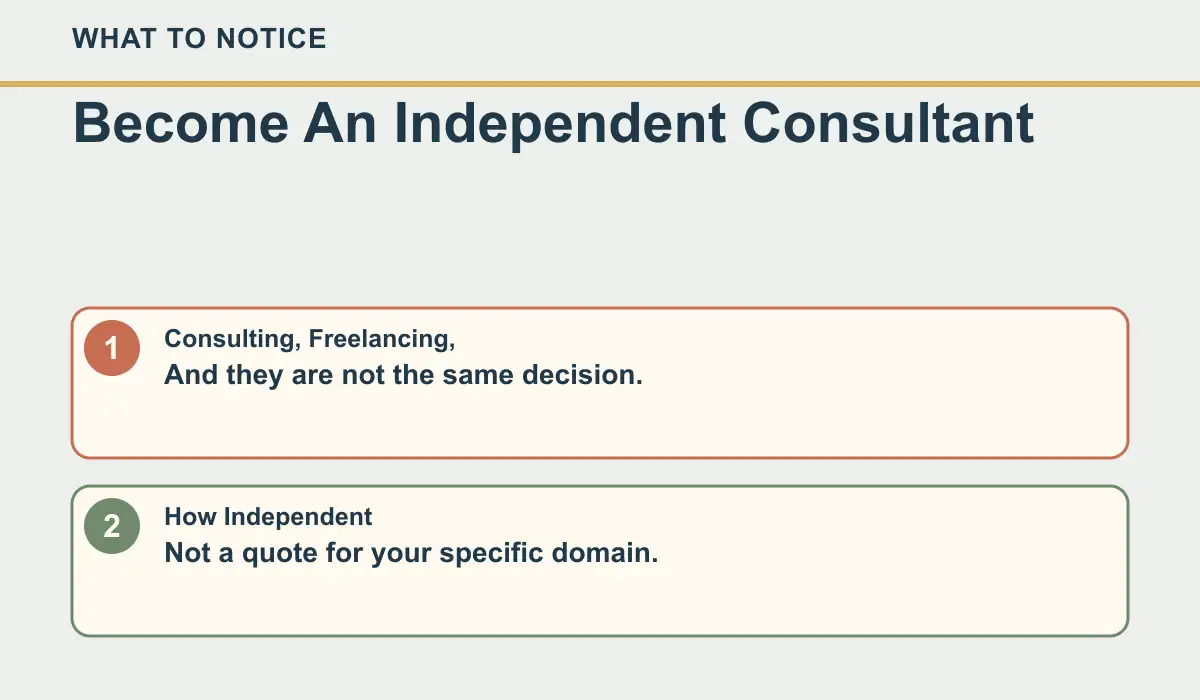 WHAT TO NOTICE
Become An Independent Consultant
1
Consulting, Freelancing,
And they are not the same decision.
2
How Independent
Not a quote for your specific domain.